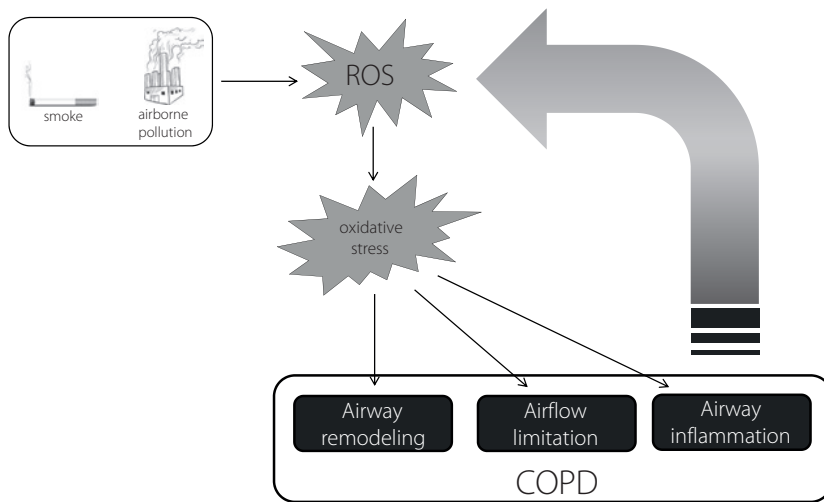 smoke
airborne
pollution
ROS
oxidative
stress
Airway
remodeling
Airflow
limitation
Airway
inflammation
COPD